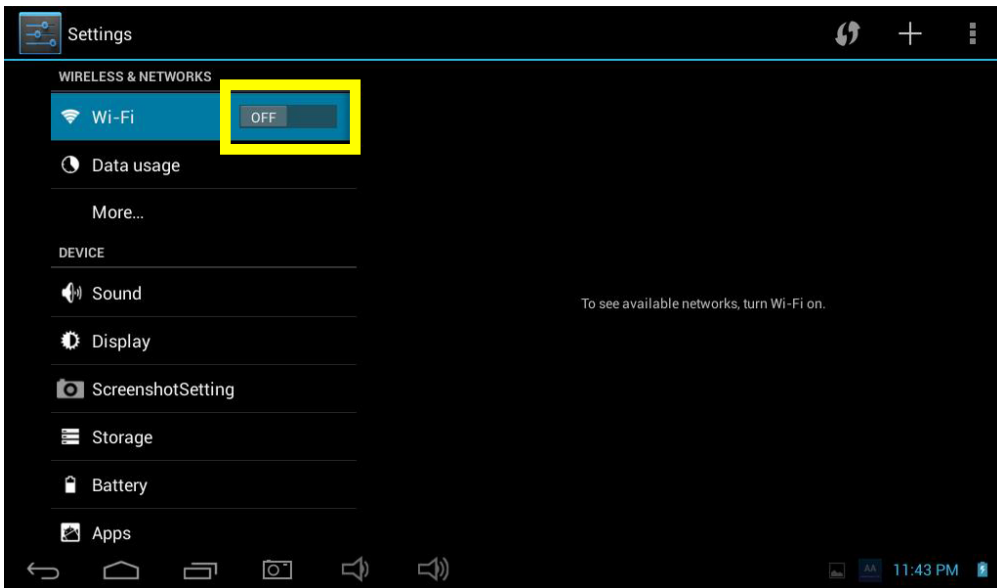 Settings
WIRELESS & NETWORKS
Wi-Fi
OFF
Data usage
More...
DEVICE
Sound
To see available networks, turn Wi-Fi on.
Display
ScreenshotSetting
Storage
Battery
Apps
AA
11:43 PM